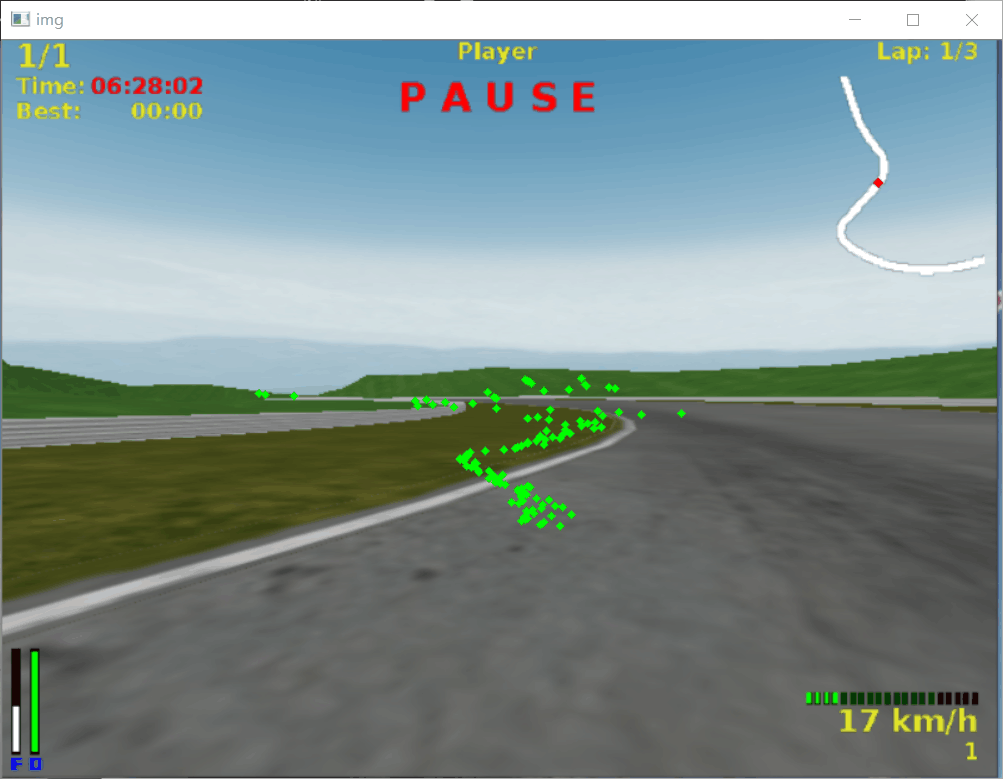 img
1/1
Player
Lap: 1/3
Time: 06:28:02
PAUSE
Best: 00:00
17 km/h
1
F